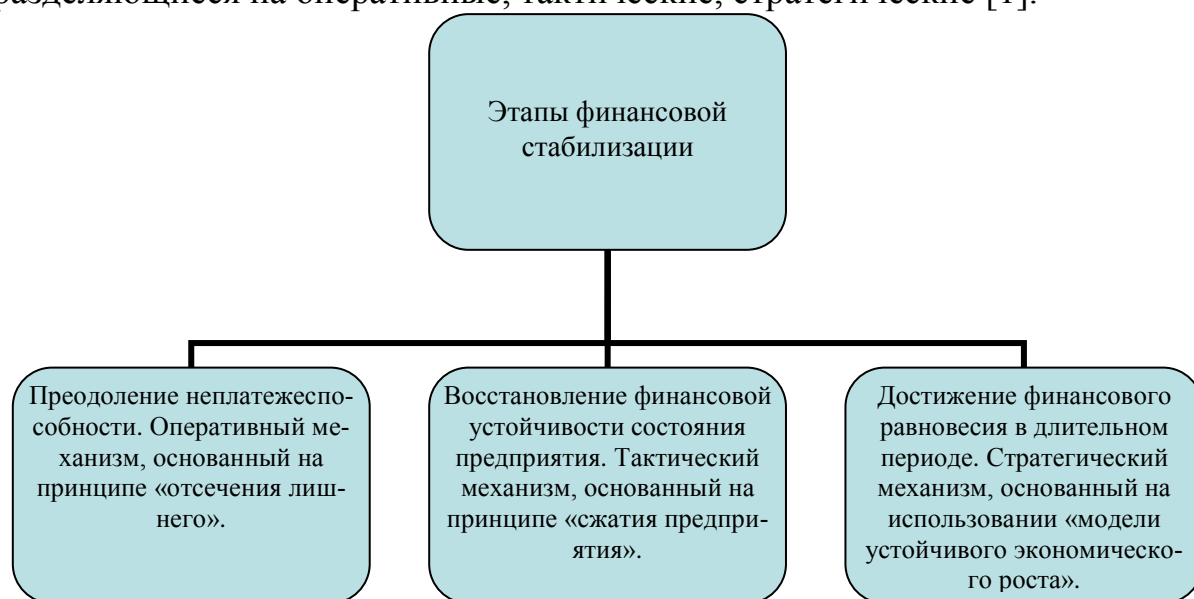 разделяющиеся на оперативные, тактические, стратегические [1].
Этапы финансовой
стабилизации
Преодоление неплатежеспо-
собности. Оперативный ме-
ханизм, основанный на
принципе «отсечения лиш-
него».
Восстановление финансовой
устойчивости состояния
предприятия. Тактический
механизм, основанный на
принципе «сжатия предпри-
ятия».
Достижение финансового
равновесия в длительном
периоде. Стратегический
механизм, основанный на
использовании «модели
устойчивого экономическо-
го роста».